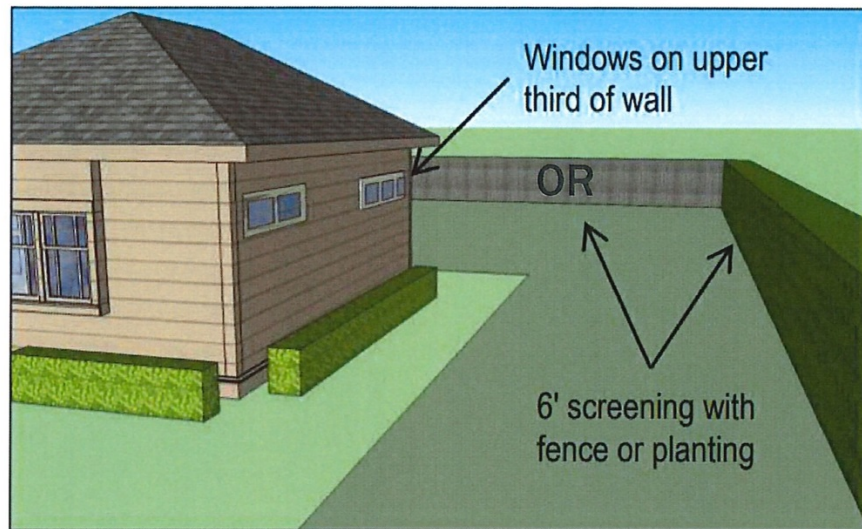 Windows on upper
third of wall
OR
6' screening with
fence or planting